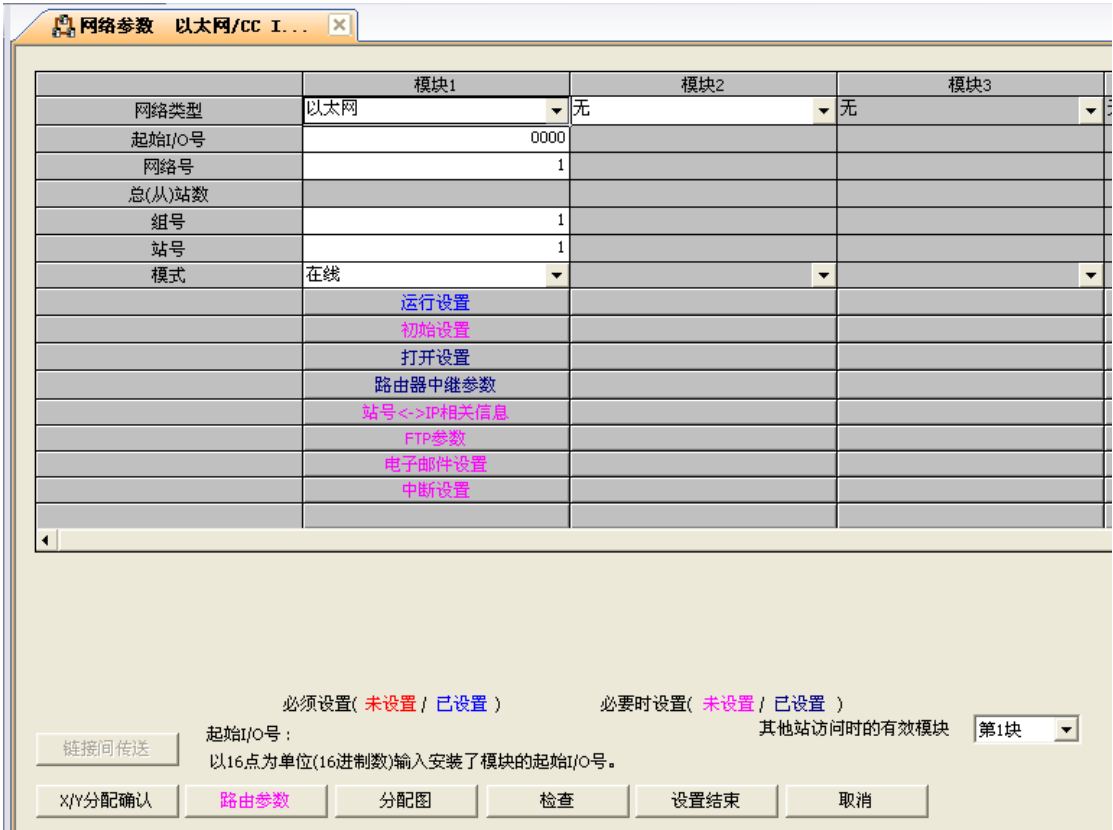 网络参数 以太网/CC I...
模块1 模块2 模块3
网络类型 以太网 无 无
起始I/O号 0000
网络号 1
总(从)站数
组号 1
站号 1
模式 在线
运行设置
初始设置
打开设置
路由器中继参数
站号<->IP相关信息
FTP参数
电子邮件设置
中断设置
必须设置( 未设置 / 已设置 ) 必要时设置( 未设置 / 已设置 )
其他站访问时的有效模块 第1块
链接间传送 起始I/O号：
以16点为单位(16进制数)输入安装了模块的起始I/O号。
X/Y分配确认 路由参数 分配图 检查 设置结束 取消